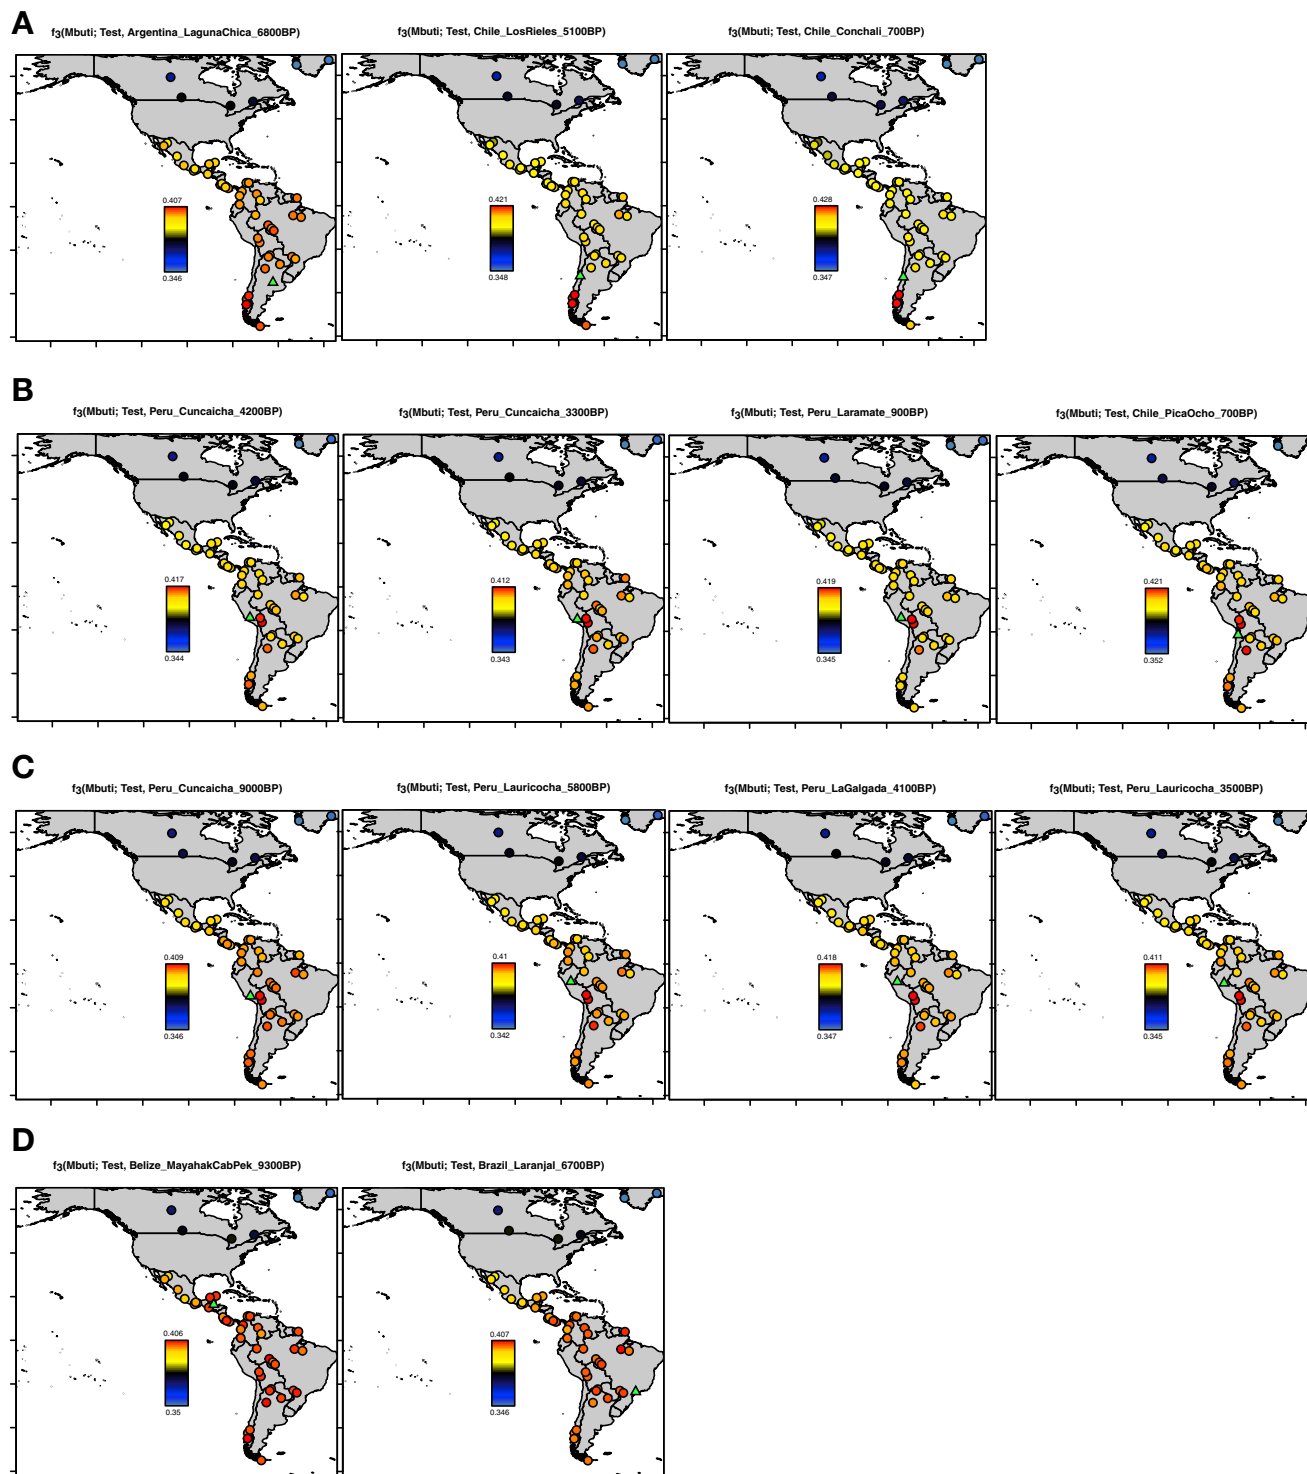 A
f3(Mbuti; Test, Argentina_LagunaChica_6800BP)
f3(Mbuti; Test, Chile_LosRieles_5100BP)
f3(Mbuti; Test, Chile_Conchali_700BP)
0.407
0.346
0.421
0.348
0.428
0.347
B
f3(Mbuti; Test, Peru_Cuncaicha_4200BP)
f3(Mbuti; Test, Peru_Cuncaicha_3300BP)
f3(Mbuti; Test, Peru_Laramate_900BP)
f3(Mbuti; Test, Chile_PicaOcho_700BP)
0.417
0.344
0.412
0.343
0.419
0.345
0.421
0.352
C
f3(Mbuti; Test, Peru_Cuncaicha_9000BP)
f3(Mbuti; Test, Peru_Lauricocha_5800BP)
f3(Mbuti; Test, Peru_LaGalgada_4100BP)
f3(Mbuti; Test, Peru_Lauricocha_3500BP)
0.409
0.346
0.41
0.342
0.418
0.347
0.411
0.345
D
f3(Mbuti; Test, Belize_MayahakCabPek_9300BP)
f3(Mbuti; Test, Brazil_Laranjal_6700BP)
0.406
0.35
0.407
0.346